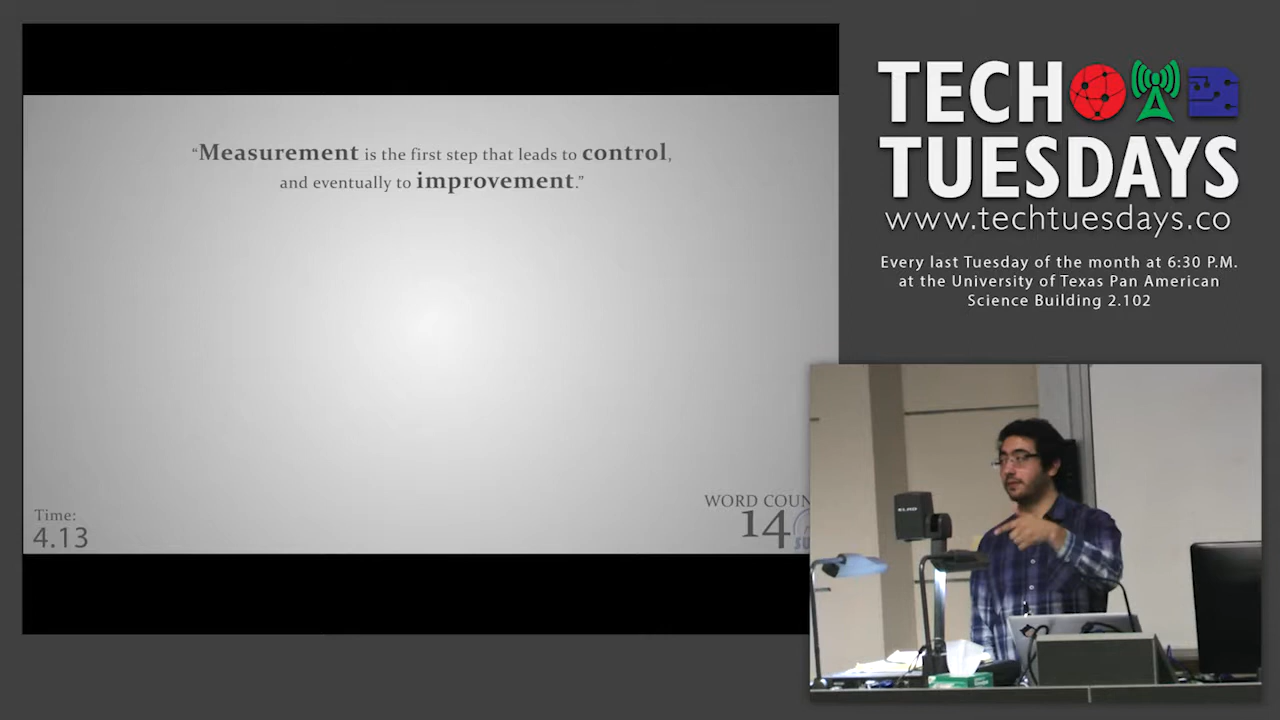 “Measurement is the first step that leads to control,
and eventually to improvement.”
Time:
4.13
WORD COUN
14
TECH
TUESDAYS
www.techtuesdays.co
Every last Tuesday of the month at 6:30 P.M.
at the University of Texas Pan American
Science Building 2.102